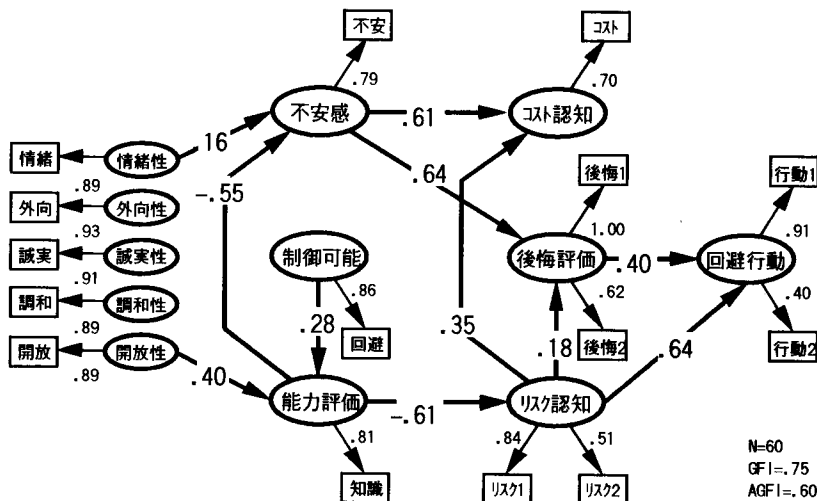 不安
コスト
.79
.70
不安感
.61
コスト認知
情緒
情緒性
.16
.89
-.55
.64
後悔1
行動1
外向
外向性
.93
制御可能
1.00
.91
誠実
誠実性
後悔評価
.40
回避行動
.91
.86
調和
調和性
.28
回避
.35
.62
.40
.89
.18
後悔2
.64
行動2
開放
開放性
.89
.40
能力評価
-.61
リスク認知
.81
.84
.51
知識
リスク1
リスク2
N=60
GFI=.75
AGFI=.60